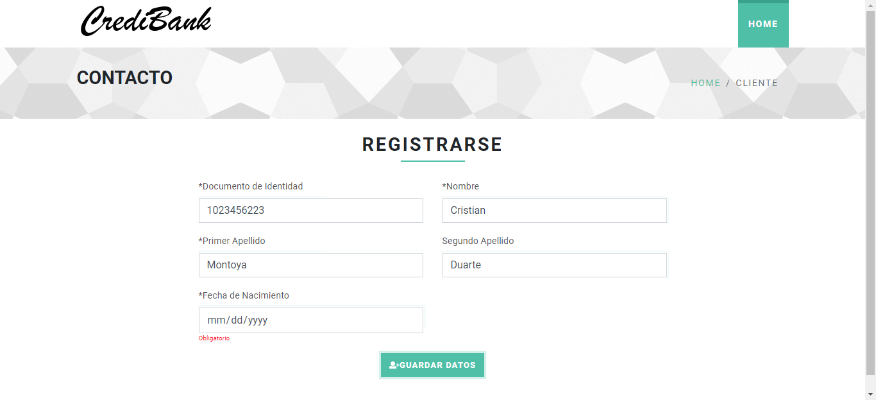 CrediBank
HOME
CONTACTO
HOME / CLIENTE
REGISTRARSE
*Documento de Identidad
*Nombre
1023456223
Cristian
*Primer Apellido
Segundo Apellido
Montoya
Duarte
*Fecha de Nacimiento
mm/dd/yyyy
Obligatorio
GUARDAR DATOS